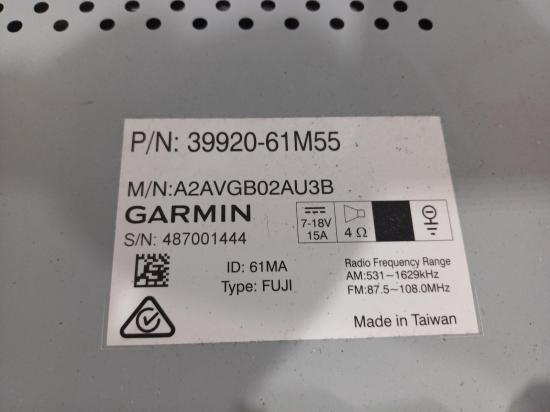 P/N: 39920-61M55
M/N:A2AVGB02AU3B
GARMIN
S/N: 487001444
7-18V
15A
4 Ω
ID: 61MA
Type: FUJI
Radio Frequency Range
AM:531~1629kHz
FM:87.5~108.0MHz
Made in Taiwan